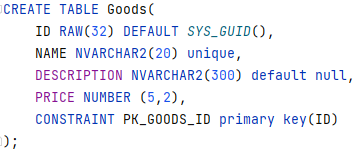 CREATE TABLE Goods(
ID RAW(32) DEFAULT SYS_GUID(),
NAME NVARCHAR2(20) unique,
DESCRIPTION NVARCHAR2(300) default null,
PRICE NUMBER (5,2),
CONSTRAINT PK_GOODS_ID primary key(ID)
);